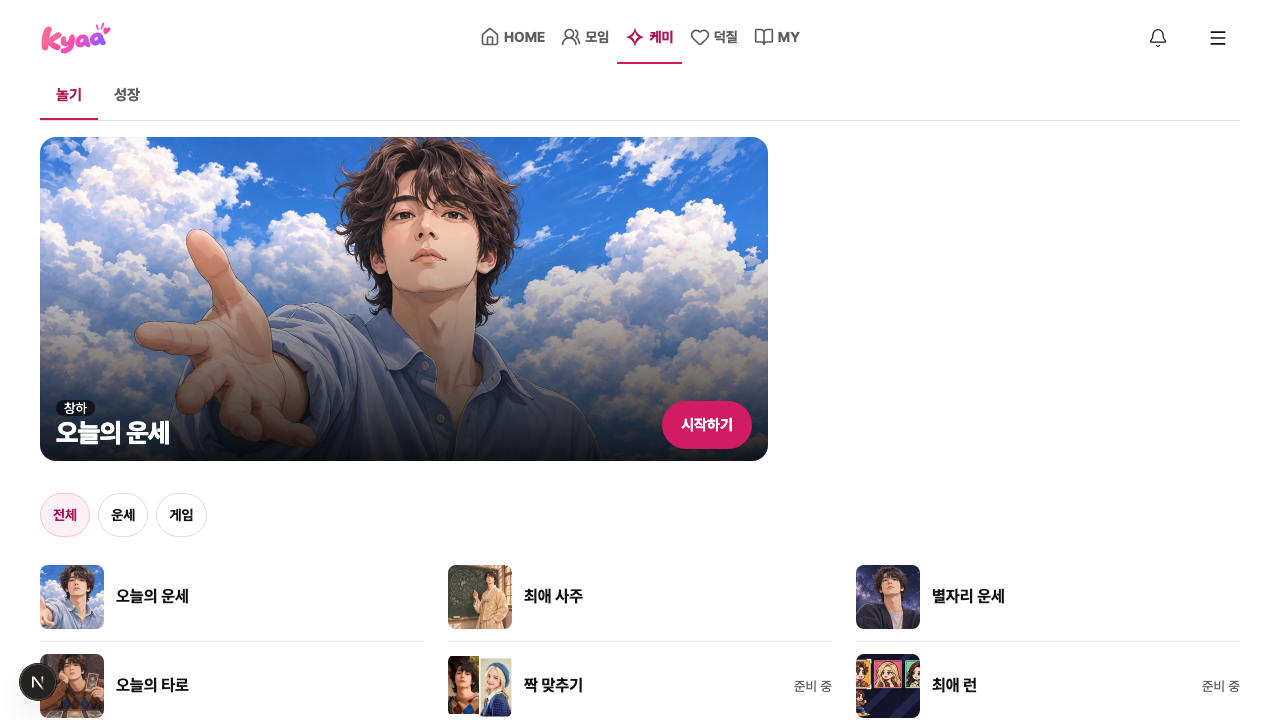 kyaa
HOME 모임 케미 덕질 MY
놀기 성장
창하
오늘의 운세
시작하기
전체 운세 게임
오늘의 운세
최애 사주
별자리 운세
오늘의 타로
짝 맞추기 준비 중
최애 런 준비 중
N